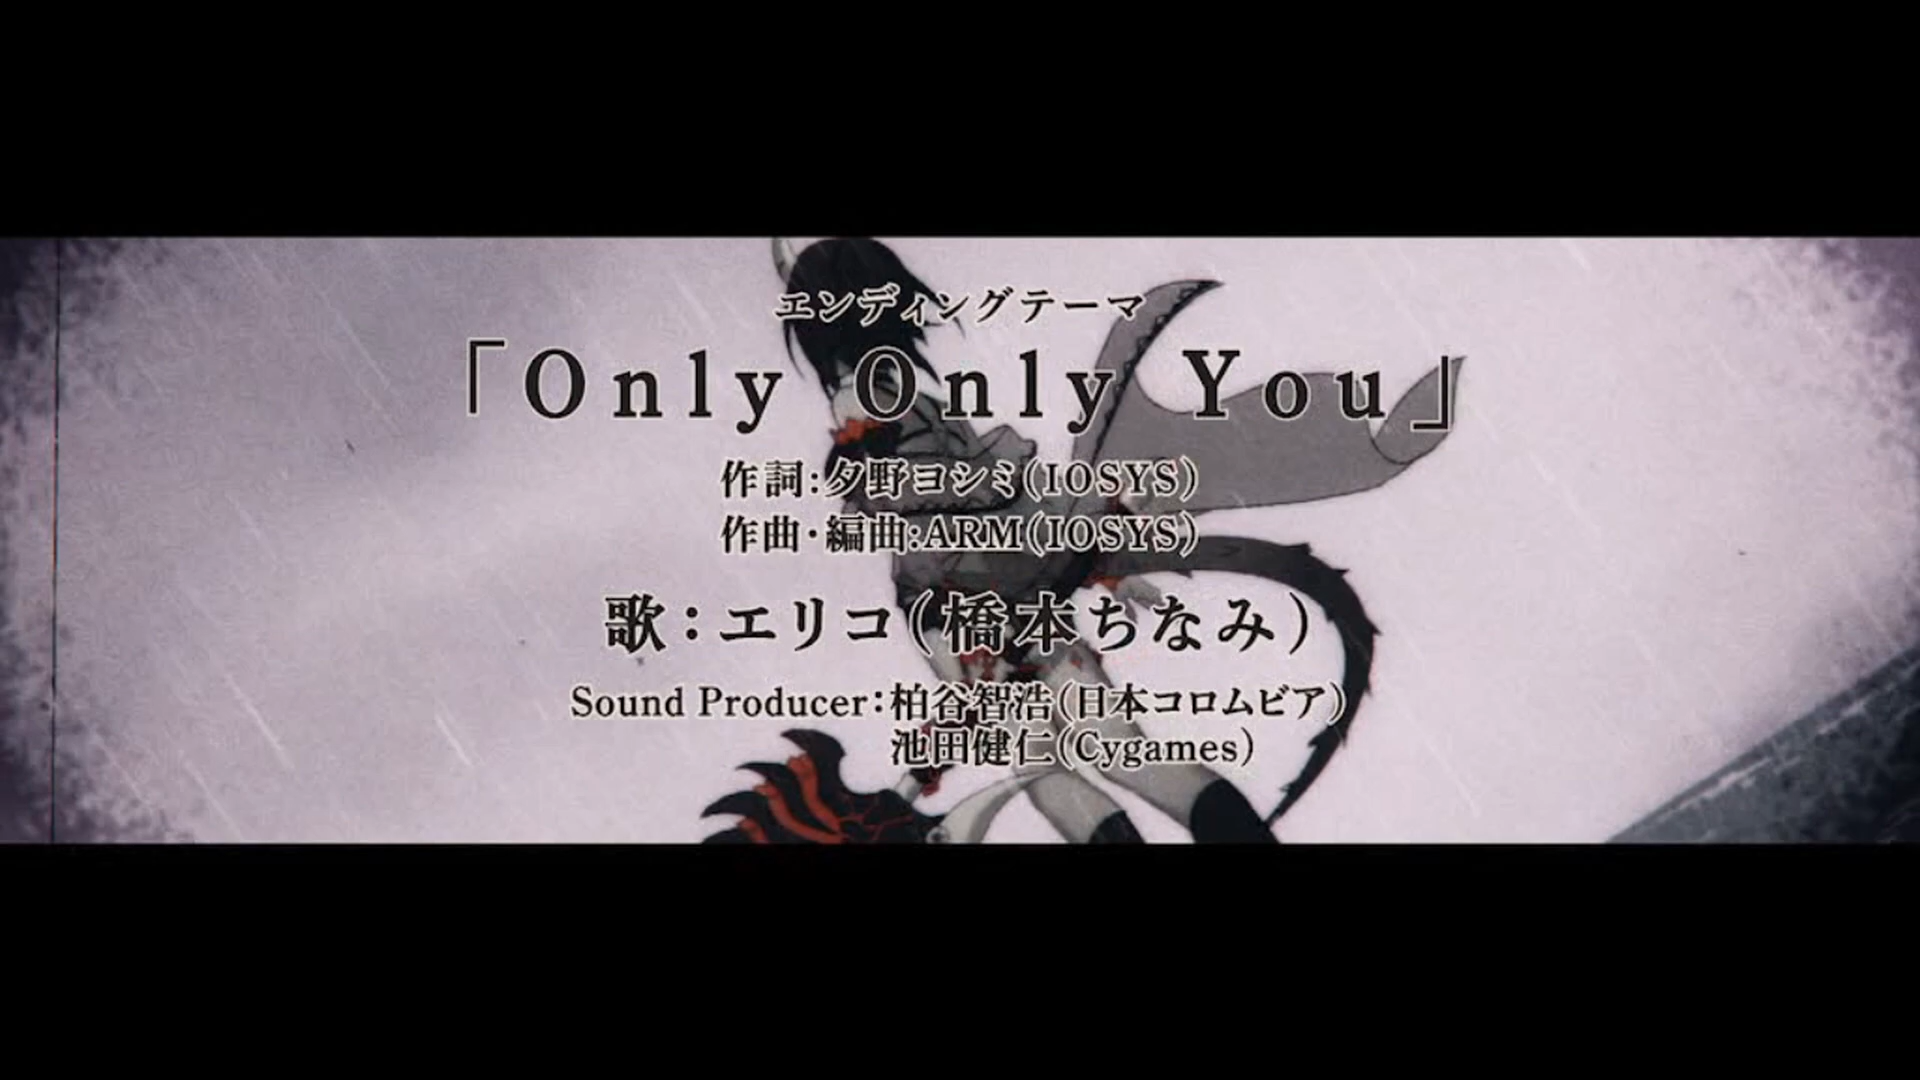 エンディングテーマ
「Only Only You」
作詞:夕野ヨシミ(IOSYS)
作曲・編曲:ARM(IOSYS)
歌：エリコ(橋本ちなみ)
Sound Producer：柏谷智浩(日本コロムビア)
池田健仁(Cygames)